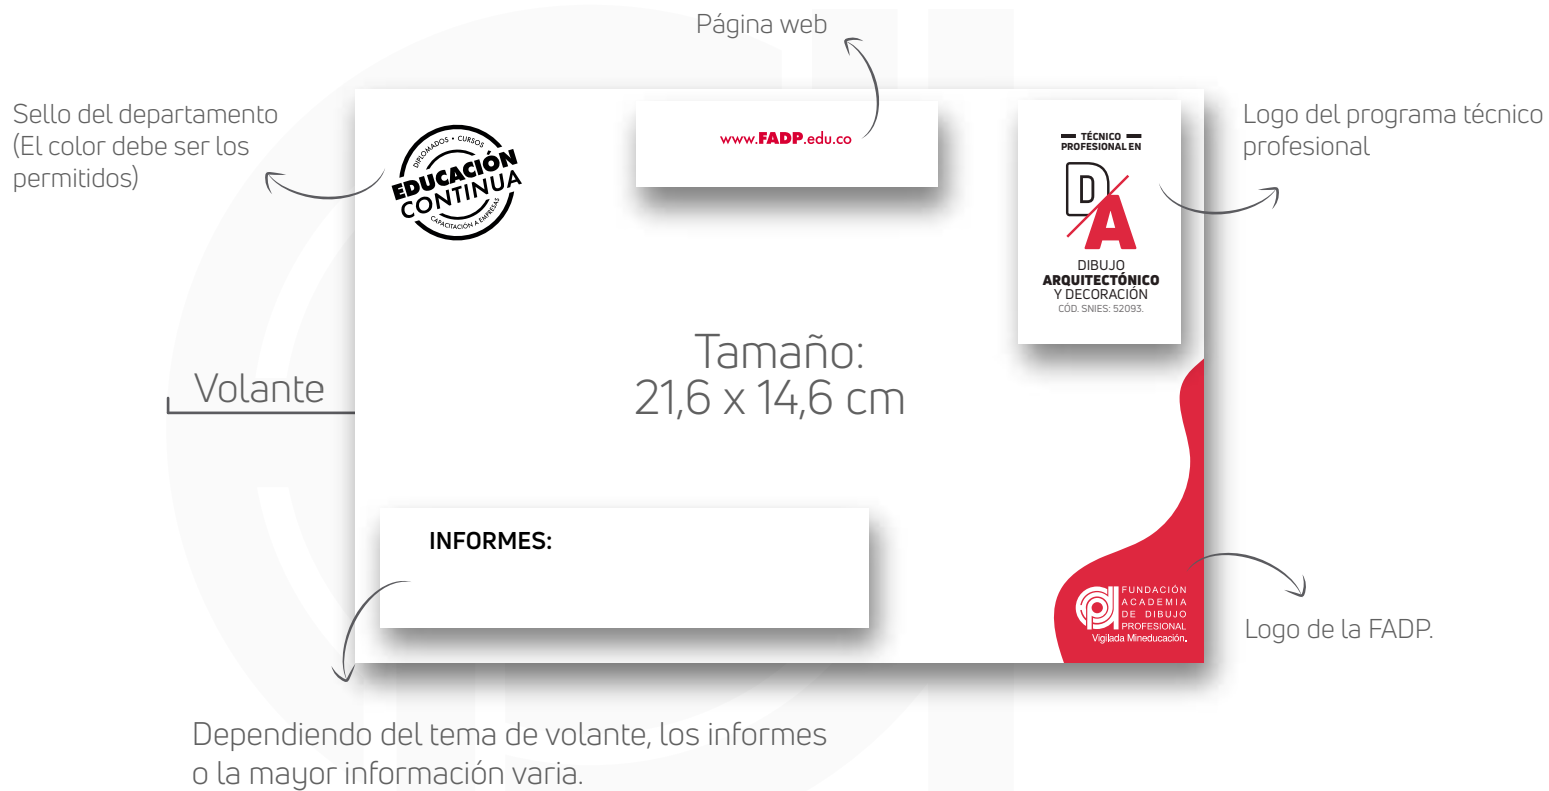 Página web
Sello del departamento
(El color debe ser los
permitidos)
DIPLOMADOS • CURSOS
EDUCACIÓN
CONTINUA
CAPACITACIÓN A EMPRESAS
www.FADP.edu.co
TÉCNICO
PROFESIONAL EN
D
A
DIBUJO
ARQUITECTÓNICO
Y DECORACIÓN
CÓD. SNIES: 52093.
Logo del programa técnico
profesional
Tamaño:
21,6 x 14,6 cm
Volante
INFORMES:
FUNDACIÓN
ACADEMIA
DE DIBUJO
PROFESIONAL
Vigilada Mineducación.
Logo de la FADP.
Dependiendo del tema de volante, los informes
o la mayor información varia.